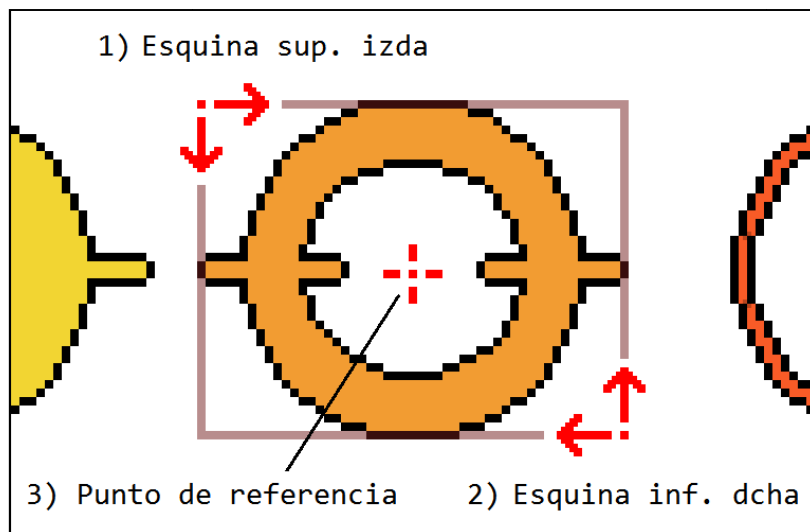 1) Esquina sup. izda
3) Punto de referencia
2) Esquina inf. dcha